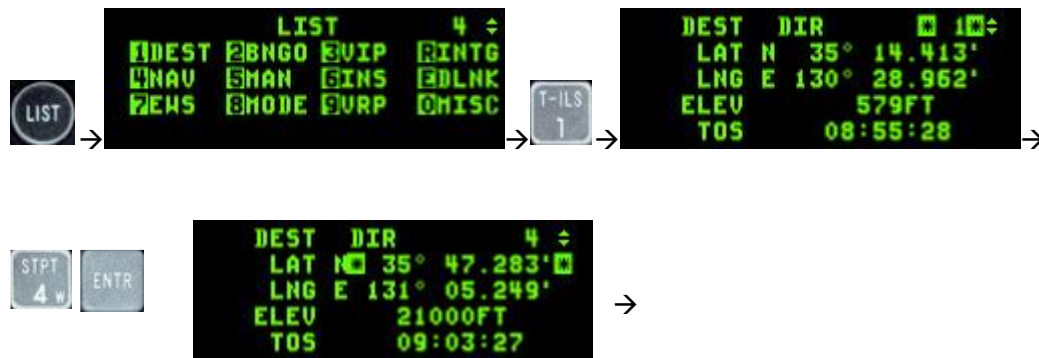 LIST 4
1DEST 2BNGO 3VIP RINTG
4NAV 5MAN 6INS EDLNK
7EWS 8MODE 9VRP 0MISC
LIST
T-ILS
1
DEST DIR * 1*
LAT N 35° 14.413'
LNG E 130° 28.962'
ELEV 579FT
TOS 08:55:28
STPT
4 W
ENTR
DEST DIR 4
LAT N* 35° 47.283'*
LNG E 131° 05.249'
ELEV 21000FT
TOS 09:03:27